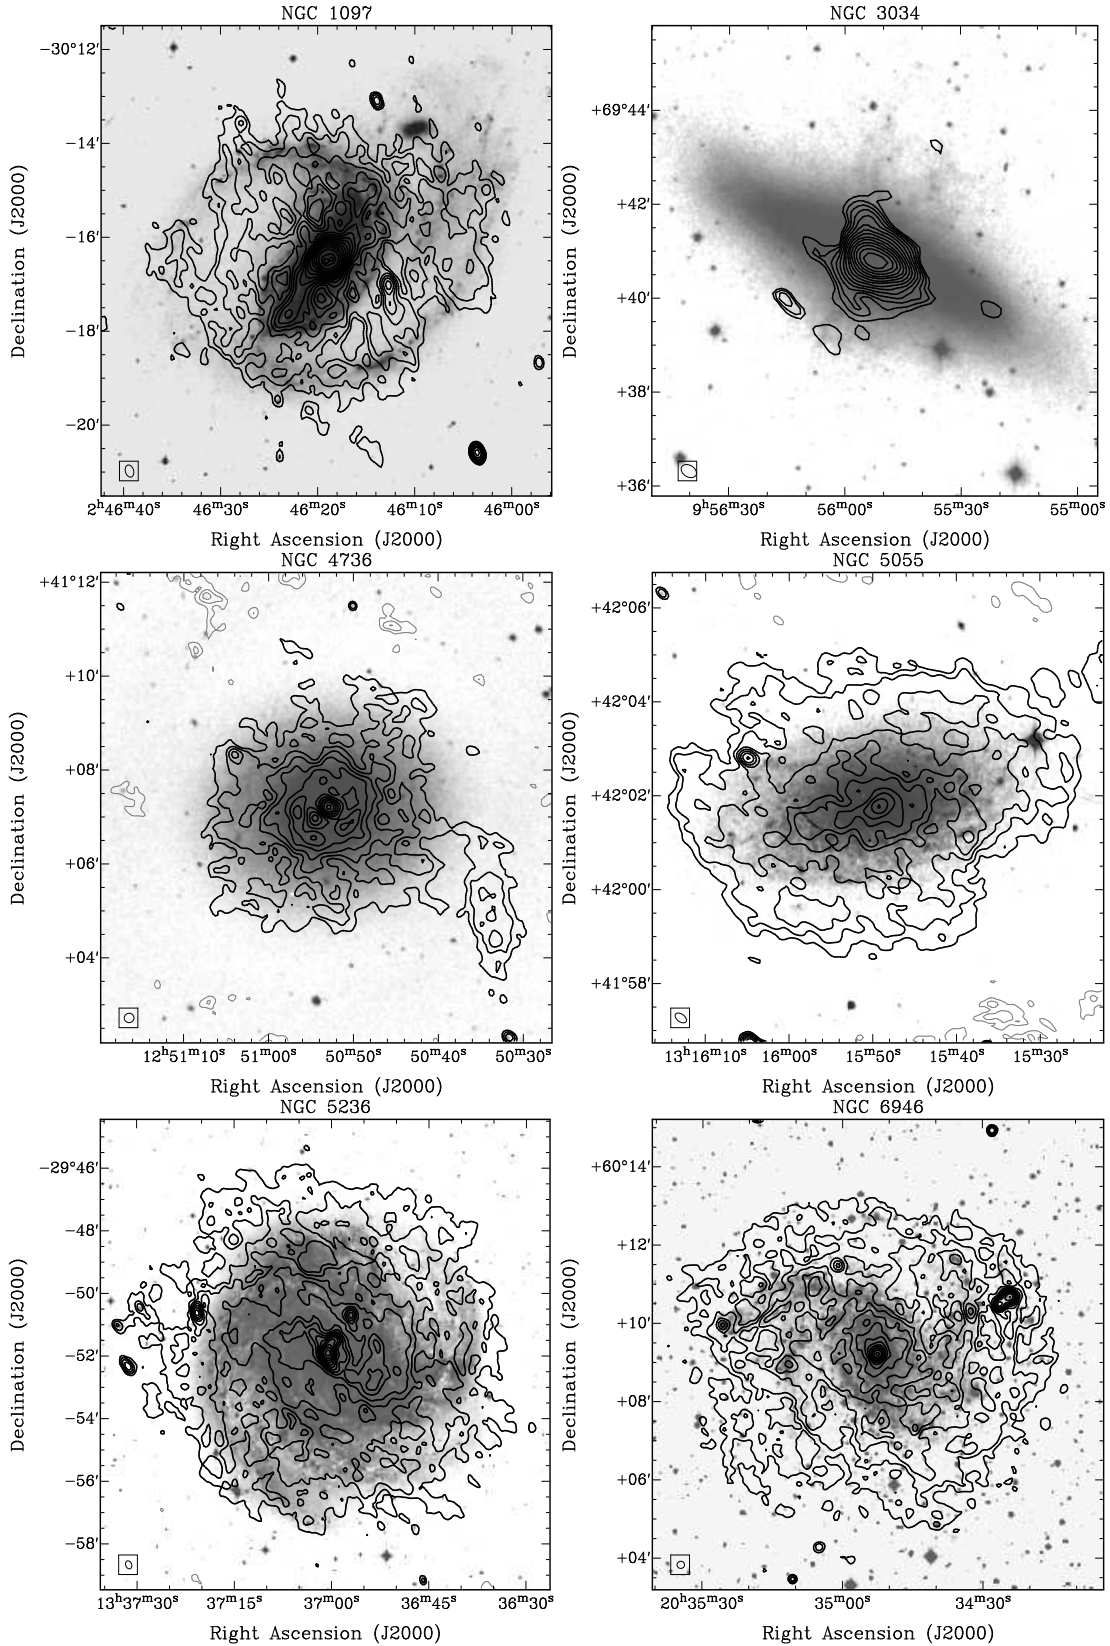 NGC 1097
Declination (J2000)
−30°12′
−14′
−16′
−18′
−20′
2ʰ46ᵐ40ˢ 46ᵐ30ˢ 46ᵐ20ˢ 46ᵐ10ˢ 46ᵐ00ˢ
Right Ascension (J2000)
NGC 3034
Declination (J2000)
+69°44′
+42′
+40′
+38′
+36′
9ʰ56ᵐ30ˢ 56ᵐ00ˢ 55ᵐ30ˢ 55ᵐ00ˢ
Right Ascension (J2000)
NGC 4736
Declination (J2000)
+41°12′
+10′
+08′
+06′
+04′
12ʰ51ᵐ10ˢ 51ᵐ00ˢ 50ᵐ50ˢ 50ᵐ40ˢ 50ᵐ30ˢ
Right Ascension (J2000)
NGC 5055
Declination (J2000)
+42°06′
+42°04′
+42°02′
+42°00′
+41°58′
13ʰ16ᵐ10ˢ 16ᵐ00ˢ 15ᵐ50ˢ 15ᵐ40ˢ 15ᵐ30ˢ
Right Ascension (J2000)
NGC 5236
Declination (J2000)
−29°46′
−48′
−50′
−52′
−54′
−56′
−58′
13ʰ37ᵐ30ˢ 37ᵐ15ˢ 37ᵐ00ˢ 36ᵐ45ˢ 36ᵐ30ˢ
Right Ascension (J2000)
NGC 6946
Declination (J2000)
+60°14′
+12′
+10′
+08′
+06′
+04′
20ʰ35ᵐ30ˢ 35ᵐ00ˢ 34ᵐ30ˢ
Right Ascension (J2000)